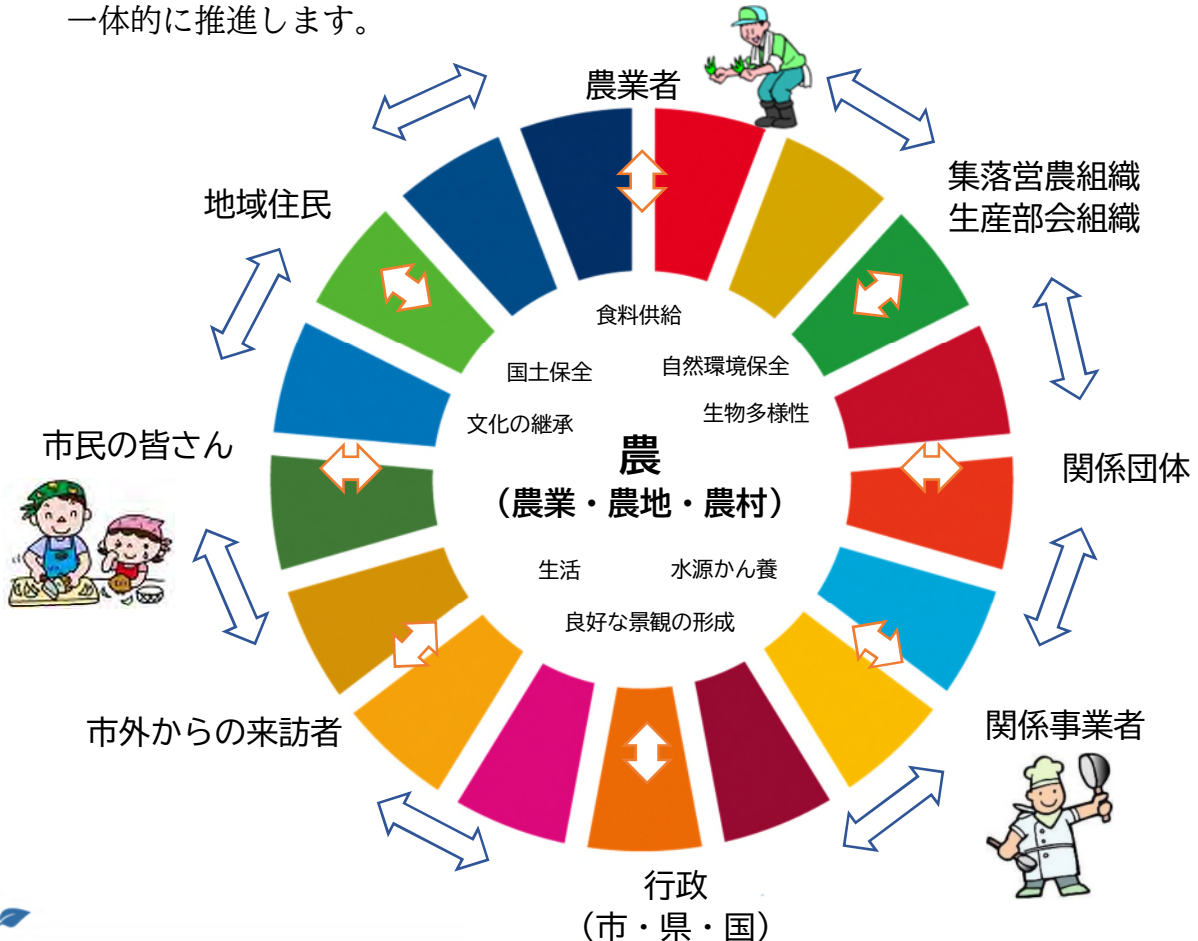 一体的に推進します。
農業者
集落営農組織
生産部会組織
地域住民
食料供給
国土保全
自然環境保全
文化の継承
生物多様性
市民の皆さん
農
（農業・農地・農村）
関係団体
生活
水源かん養
良好な景観の形成
市外からの来訪者
関係事業者
行政
（市・県・国）